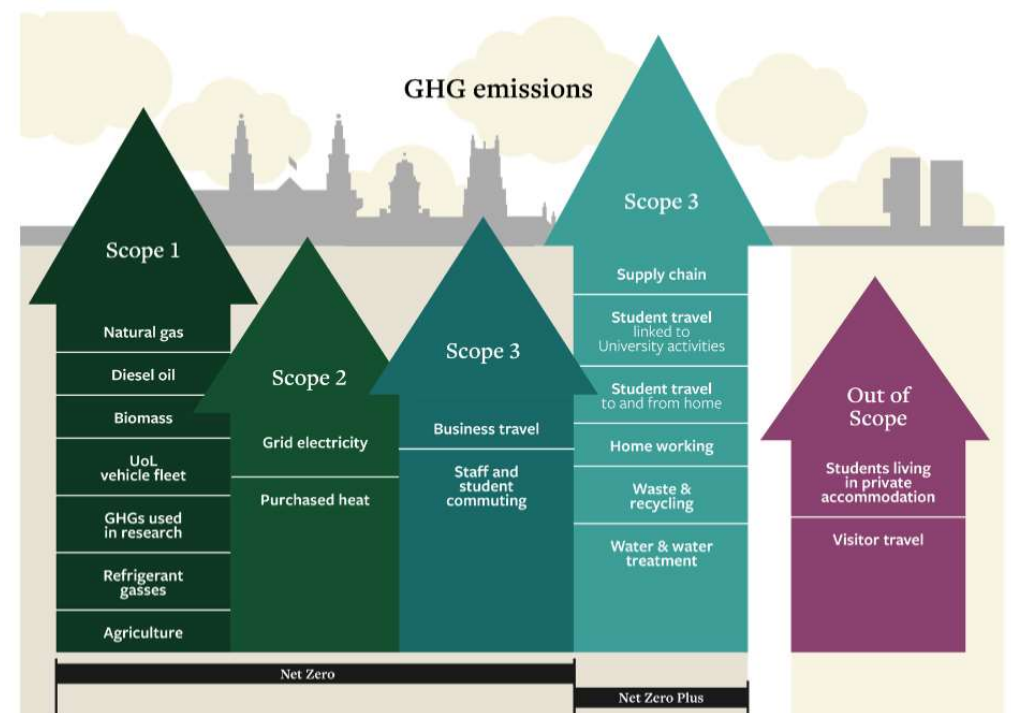 GHG emissions
Scope 1
Natural gas
Diesel oil
Biomass
UoL
vehicle fleet
GHGs used
in research
Refrigerant
gasses
Agriculture
Scope 2
Grid electricity
Purchased heat
Scope 3
Business travel
Staff and
student
commuting
Scope 3
Supply chain
Student travel
linked to
University activities
Student travel
to and from home
Home working
Waste &
recycling
Water & water
treatment
Out of
Scope
Students living
in private
accommodation
Visitor travel
Net Zero
Net Zero Plus